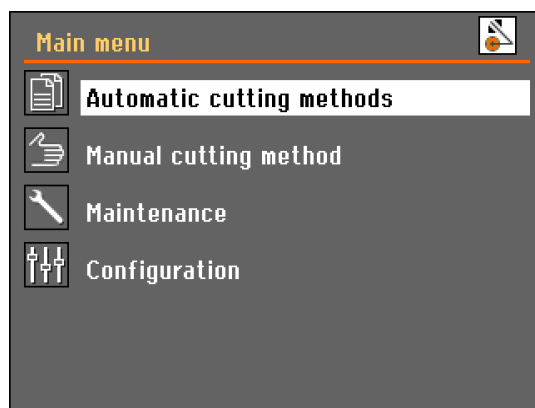 Main menu
Automatic cutting methods
Manual cutting method
Maintenance
Configuration